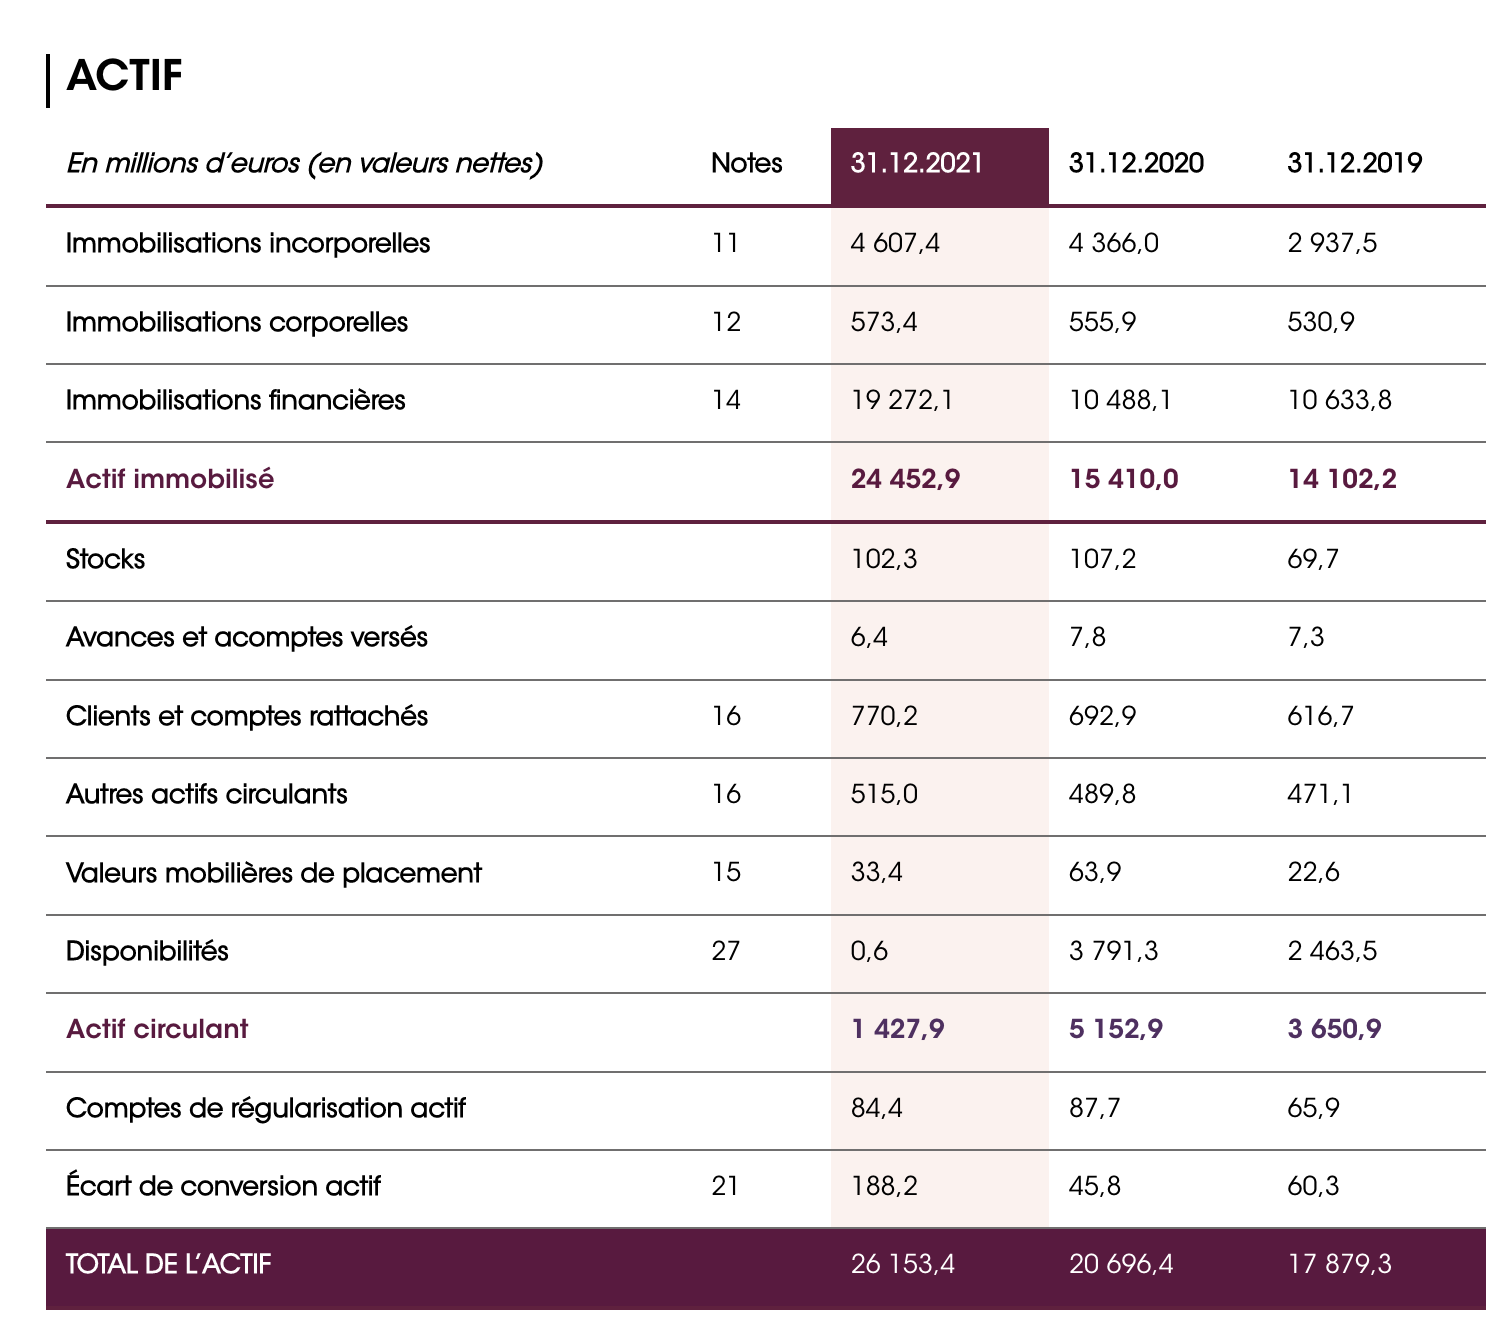 ACTIF
En millions d’euros (en valeurs nettes) Notes 31.12.2021 31.12.2020 31.12.2019
Immobilisations incorporelles 11 4 607,4 4 366,0 2 937,5
Immobilisations corporelles 12 573,4 555,9 530,9
Immobilisations financières 14 19 272,1 10 488,1 10 633,8
Actif immobilisé 24 452,9 15 410,0 14 102,2
Stocks 102,3 107,2 69,7
Avances et acomptes versés 6,4 7,8 7,3
Clients et comptes rattachés 16 770,2 692,9 616,7
Autres actifs circulants 16 515,0 489,8 471,1
Valeurs mobilières de placement 15 33,4 63,9 22,6
Disponibilités 27 0,6 3 791,3 2 463,5
Actif circulant 1 427,9 5 152,9 3 650,9
Comptes de régularisation actif 84,4 87,7 65,9
Écart de conversion actif 21 188,2 45,8 60,3
TOTAL DE L’ACTIF 26 153,4 20 696,4 17 879,3